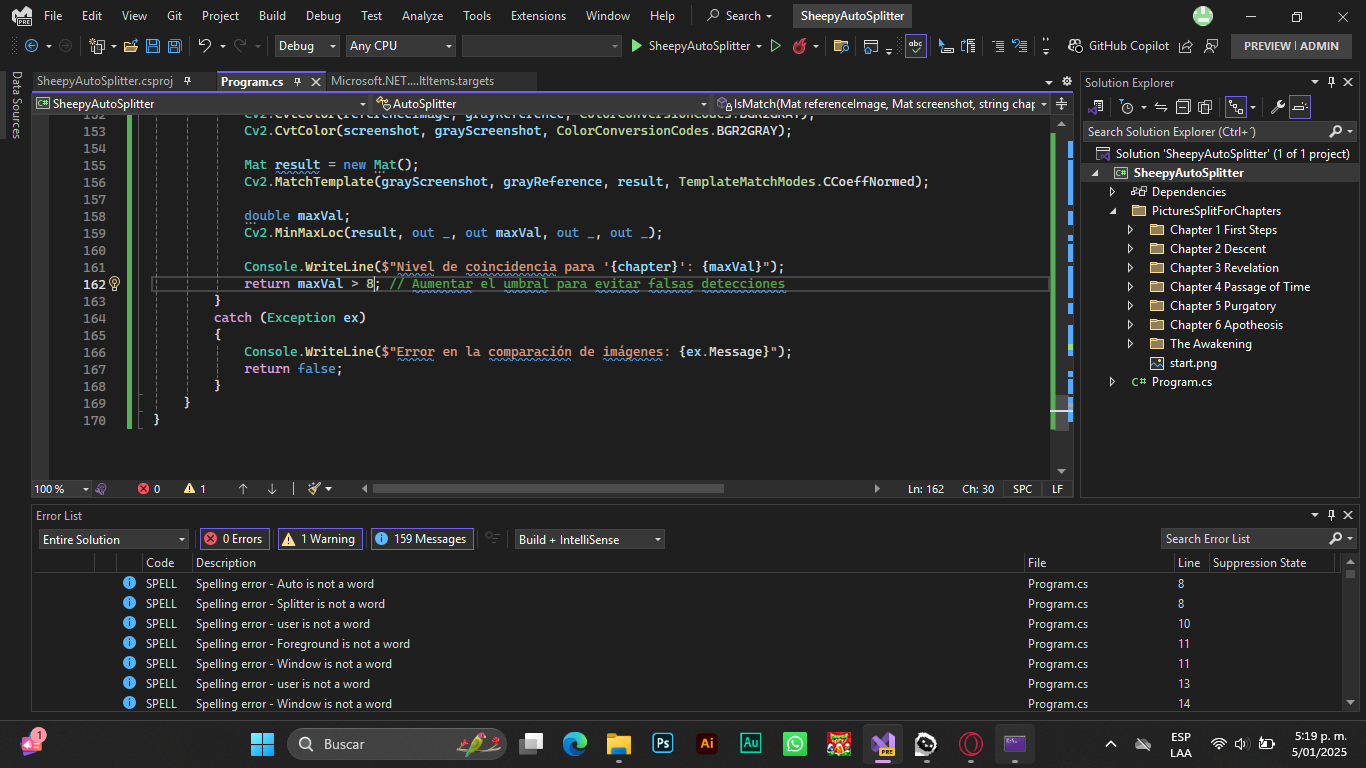 File Edit View Git Project Build Debug Test Analyze Tools Extensions Window Help Search SheepyAutoSplitter
PRE
Debug Any CPU SheepyAutoSplitter abc GitHub Copilot PREVIEW | ADMIN
Data Sources
SheepyAutoSplitter.csproj Program.cs Microsoft.NET....ltItems.targets
SheepyAutoSplitter AutoSplitter IsMatch(Mat referenceImage, Mat screenshot, string chap
152 Cv2.CvtColor(referenceImage, grayReference, ColorConversionCodes.BGR2GRAY);
153 Cv2.CvtColor(screenshot, grayScreenshot, ColorConversionCodes.BGR2GRAY);
154
155 Mat result = new Mat();
156 Cv2.MatchTemplate(grayScreenshot, grayReference, result, TemplateMatchModes.CCoeffNormed);
157
158 double maxVal;
159 Cv2.MinMaxLoc(result, out _, out maxVal, out _, out _);
160
161 Console.WriteLine($"Nivel de coincidencia para '{chapter}': {maxVal}");
162 return maxVal > 8; // Aumentar el umbral para evitar falsas detecciones
163 }
164 catch (Exception ex)
165 {
166 Console.WriteLine($"Error en la comparación de imágenes: {ex.Message}");
167 return false;
168 }
169 }
170 }
100 % 0 1 Ln: 162 Ch: 30 SPC LF
Solution Explorer
Search Solution Explorer (Ctrl+´)
Solution 'SheepyAutoSplitter' (1 of 1 project)
SheepyAutoSplitter
Dependencies
PicturesSplitForChapters
Chapter 1 First Steps
Chapter 2 Descent
Chapter 3 Revelation
Chapter 4 Passage of Time
Chapter 5 Purgatory
Chapter 6 Apotheosis
The Awakening
start.png
C# Program.cs
Error List
Entire Solution 0 Errors 1 Warning 159 Messages Build + IntelliSense Search Error List
Code Description File Line Suppression State
SPELL Spelling error - Auto is not a word Program.cs 8
SPELL Spelling error - Splitter is not a word Program.cs 8
SPELL Spelling error - user is not a word Program.cs 10
SPELL Spelling error - Foreground is not a word Program.cs 11
SPELL Spelling error - Window is not a word Program.cs 11
SPELL Spelling error - user is not a word Program.cs 13
SPELL Spelling error - Window is not a word Program.cs 14
1 Buscar Ps Ai Au PRE ESP 5:19 p. m.
LAA 5/01/2025